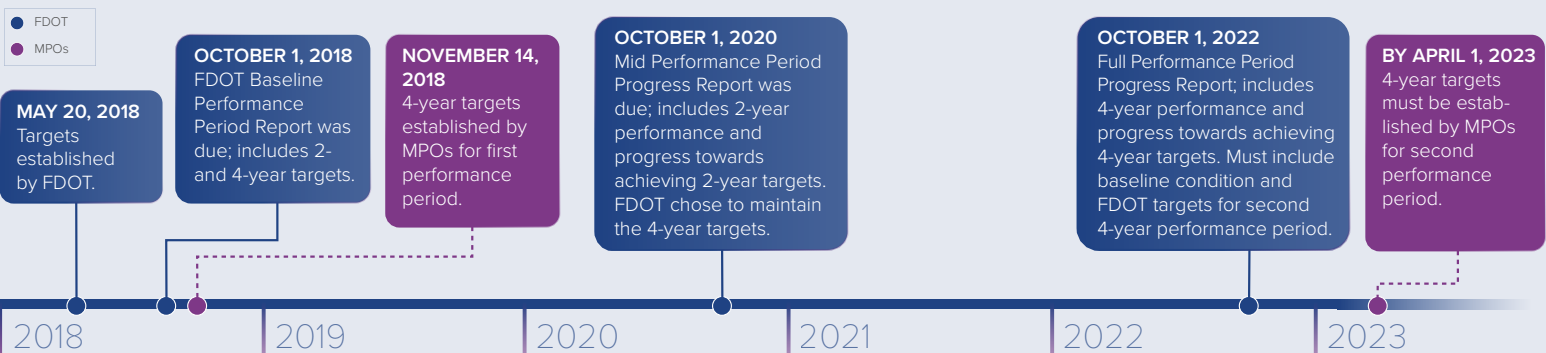 FDOT
MPOs
MAY 20, 2018
Targets
established
by FDOT.
OCTOBER 1, 2018
FDOT Baseline
Performance
Period Report was
due; includes 2-
and 4-year targets.
NOVEMBER 14,
2018
4-year targets
established by
MPOs for first
performance
period.
OCTOBER 1, 2020
Mid Performance Period
Progress Report was
due; includes 2-year
performance and
progress towards
achieving 2-year targets.
FDOT chose to maintain
the 4-year targets.
OCTOBER 1, 2022
Full Performance Period
Progress Report; includes
4-year performance and
progress towards achieving
4-year targets. Must include
baseline condition and
FDOT targets for second
4-year performance period.
BY APRIL 1, 2023
4-year targets
must be estab-
lished by MPOs
for second
performance
period.
2018
2019
2020
2021
2022
2023